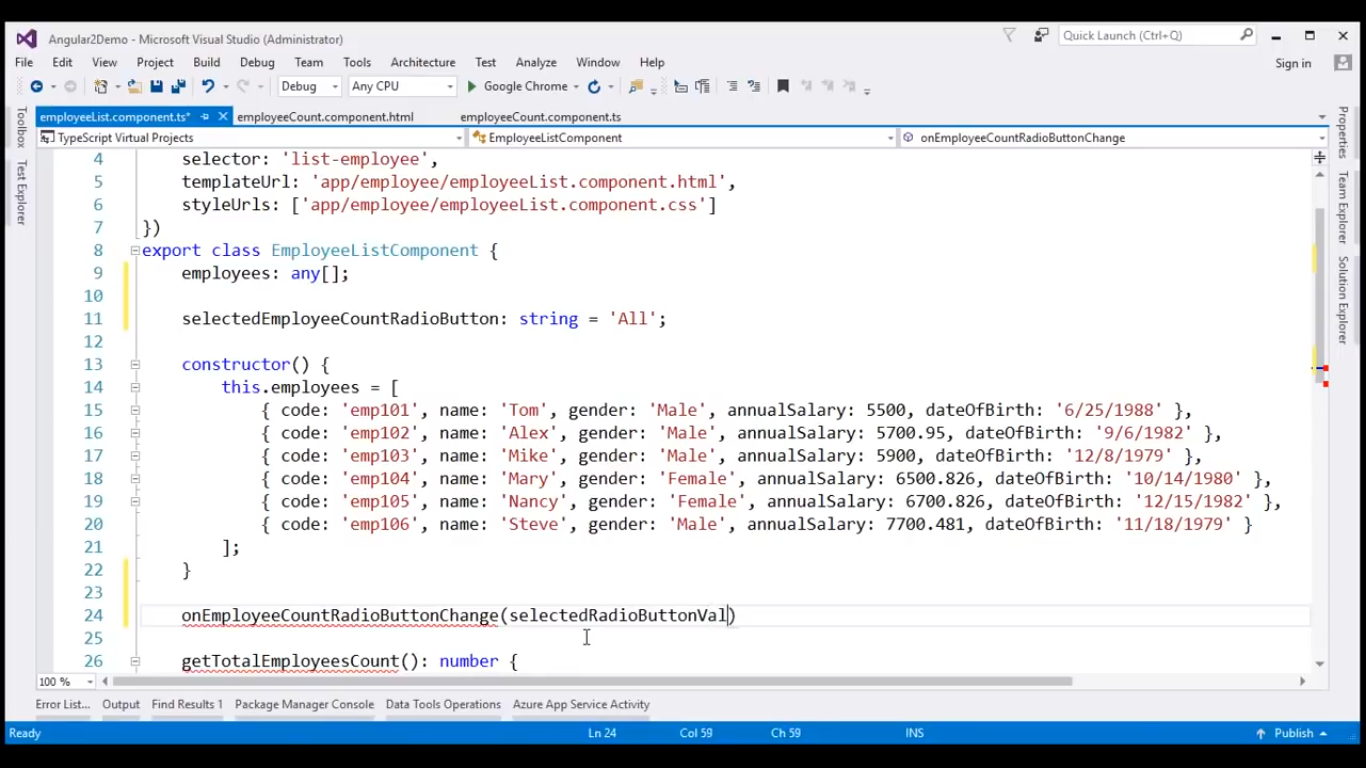 Angular2Demo - Microsoft Visual Studio (Administrator)
Quick Launch (Ctrl+Q)
File Edit View Project Build Debug Team Tools Architecture Test Analyze Window Help
Sign in
Debug Any CPU Google Chrome
employeeList.component.ts* employeeCount.component.html employeeCount.component.ts
TypeScript Virtual Projects EmployeeListComponent onEmployeeCountRadioButtonChange
Toolbox
Test Explorer
Properties
Team Explorer
Solution Explorer
4 selector: 'list-employee',
5 templateUrl: 'app/employee/employeeList.component.html',
6 styleUrls: ['app/employee/employeeList.component.css']
7 })
8 export class EmployeeListComponent {
9 employees: any[];
10
11 selectedEmployeeCountRadioButton: string = 'All';
12
13 constructor() {
14 this.employees = [
15 { code: 'emp101', name: 'Tom', gender: 'Male', annualSalary: 5500, dateOfBirth: '6/25/1988' },
16 { code: 'emp102', name: 'Alex', gender: 'Male', annualSalary: 5700.95, dateOfBirth: '9/6/1982' },
17 { code: 'emp103', name: 'Mike', gender: 'Male', annualSalary: 5900, dateOfBirth: '12/8/1979' },
18 { code: 'emp104', name: 'Mary', gender: 'Female', annualSalary: 6500.826, dateOfBirth: '10/14/1980' },
19 { code: 'emp105', name: 'Nancy', gender: 'Female', annualSalary: 6700.826, dateOfBirth: '12/15/1982' },
20 { code: 'emp106', name: 'Steve', gender: 'Male', annualSalary: 7700.481, dateOfBirth: '11/18/1979' }
21 ];
22 }
23
24 onEmployeeCountRadioButtonChange(selectedRadioButtonVal)
25
26 getTotalEmployeesCount(): number {
100 %
Error List... Output Find Results 1 Package Manager Console Data Tools Operations Azure App Service Activity
Ready Ln 24 Col 59 Ch 59 INS Publish